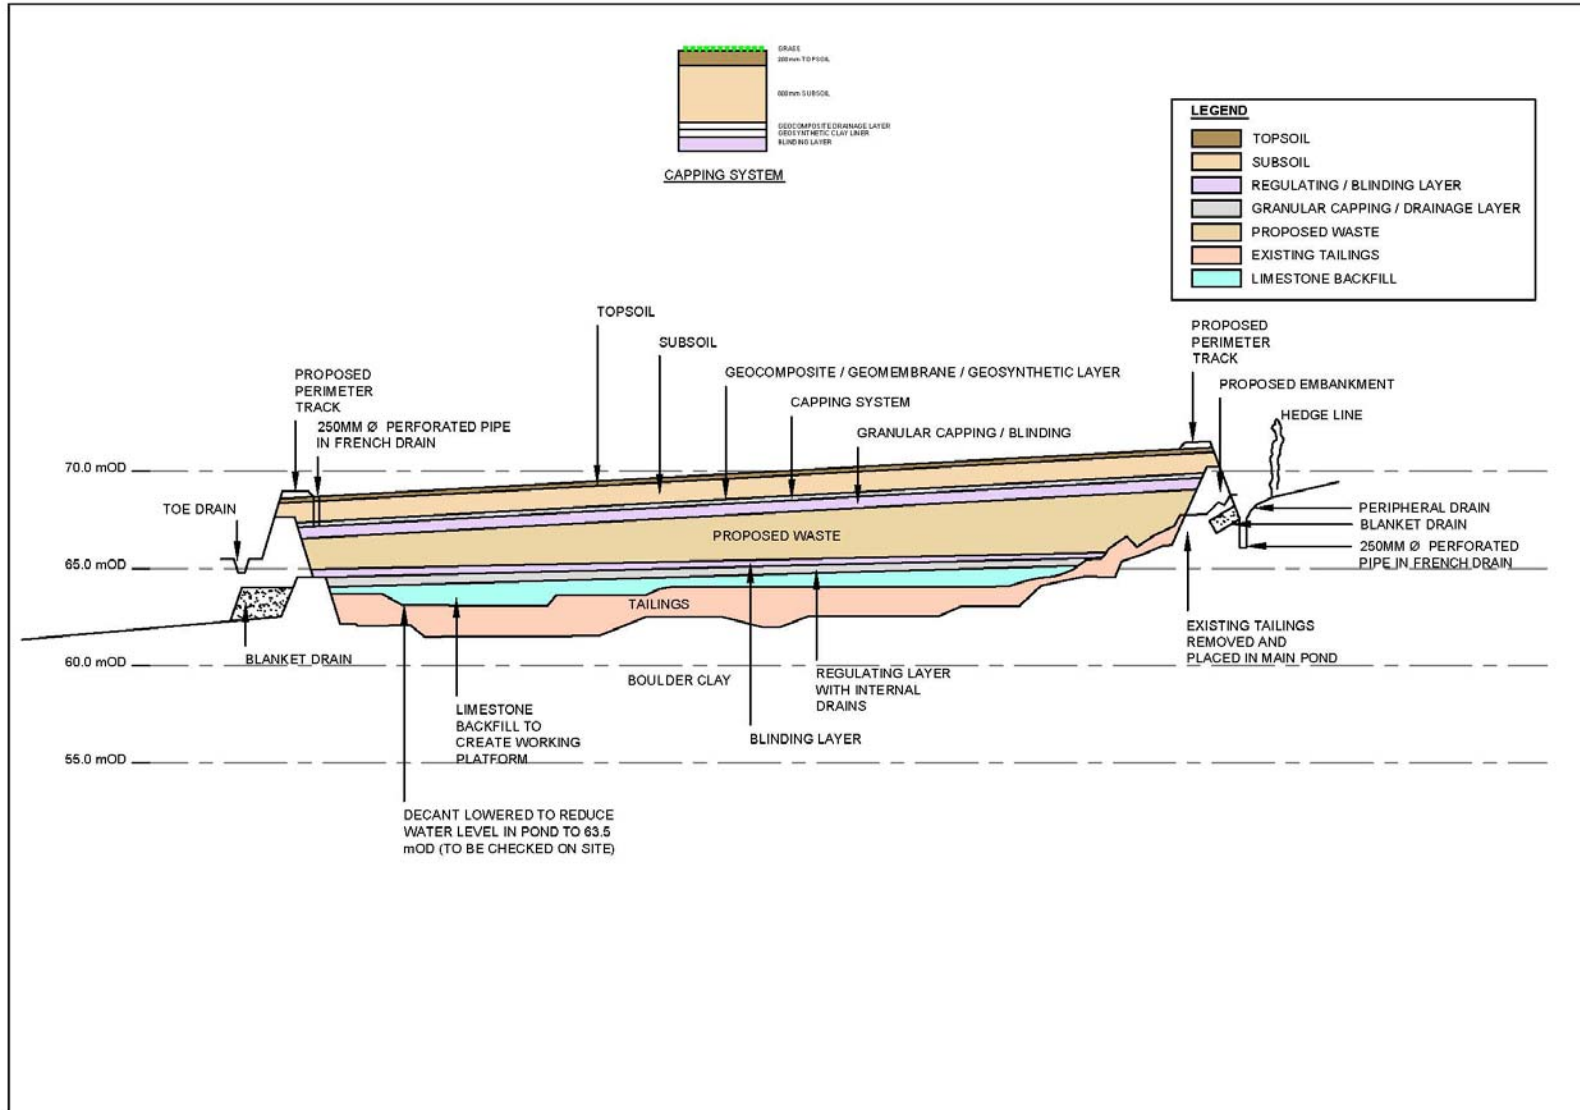 GRASS
200mm TOPSOIL
600mm SUBSOIL
GEOCOMPOSITE DRAINAGE LAYER
GEOSYNTHETIC CLAY LINER
BLINDING LAYER
CAPPING SYSTEM
LEGEND
TOPSOIL
SUBSOIL
REGULATING / BLINDING LAYER
GRANULAR CAPPING / DRAINAGE LAYER
PROPOSED WASTE
EXISTING TAILINGS
LIMESTONE BACKFILL
TOPSOIL
SUBSOIL
GEOCOMPOSITE / GEOMEMBRANE / GEOSYNTHETIC LAYER
CAPPING SYSTEM
GRANULAR CAPPING / BLINDING
PROPOSED
PERIMETER
TRACK
250MM Ø PERFORATED PIPE
IN FRENCH DRAIN
PROPOSED
PERIMETER
TRACK
PROPOSED EMBANKMENT
HEDGE LINE
70.0 mOD
TOE DRAIN
PERIPHERAL DRAIN
BLANKET DRAIN
250MM Ø PERFORATED
PIPE IN FRENCH DRAIN
PROPOSED WASTE
65.0 mOD
TAILINGS
BLANKET DRAIN
60.0 mOD
BOULDER CLAY
REGULATING LAYER
WITH INTERNAL
DRAINS
EXISTING TAILINGS
REMOVED AND
PLACED IN MAIN POND
LIMESTONE
BACKFILL TO
CREATE WORKING
PLATFORM
BLINDING LAYER
55.0 mOD
DECANT LOWERED TO REDUCE
WATER LEVEL IN POND TO 63.5
mOD (TO BE CHECKED ON SITE)